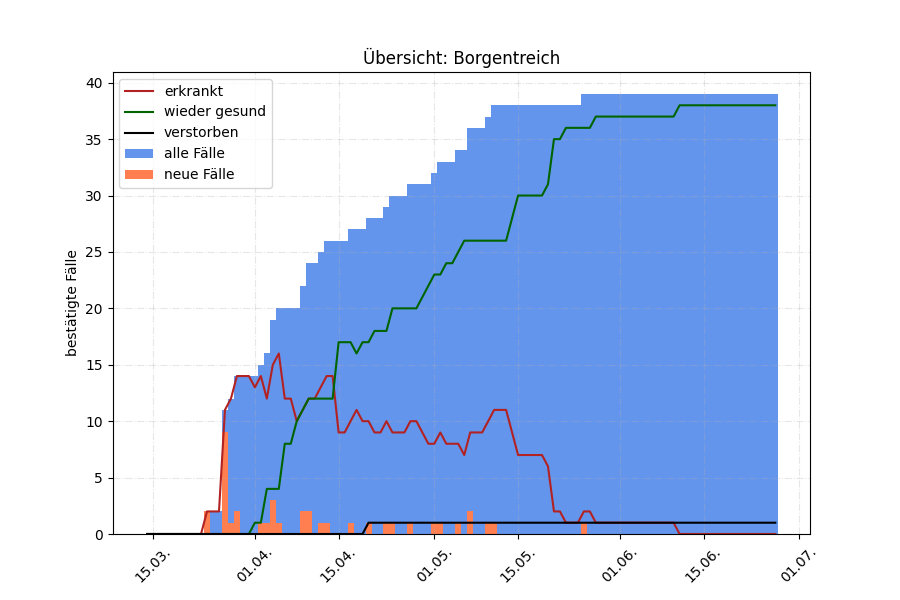 Übersicht: Borgentreich
erkrankt
wieder gesund
verstorben
alle Fälle
neue Fälle
bestätigte Fälle
40
35
30
25
20
15
10
5
0
15.03.
01.04.
15.04.
01.05.
15.05.
01.06.
15.06.
01.07.